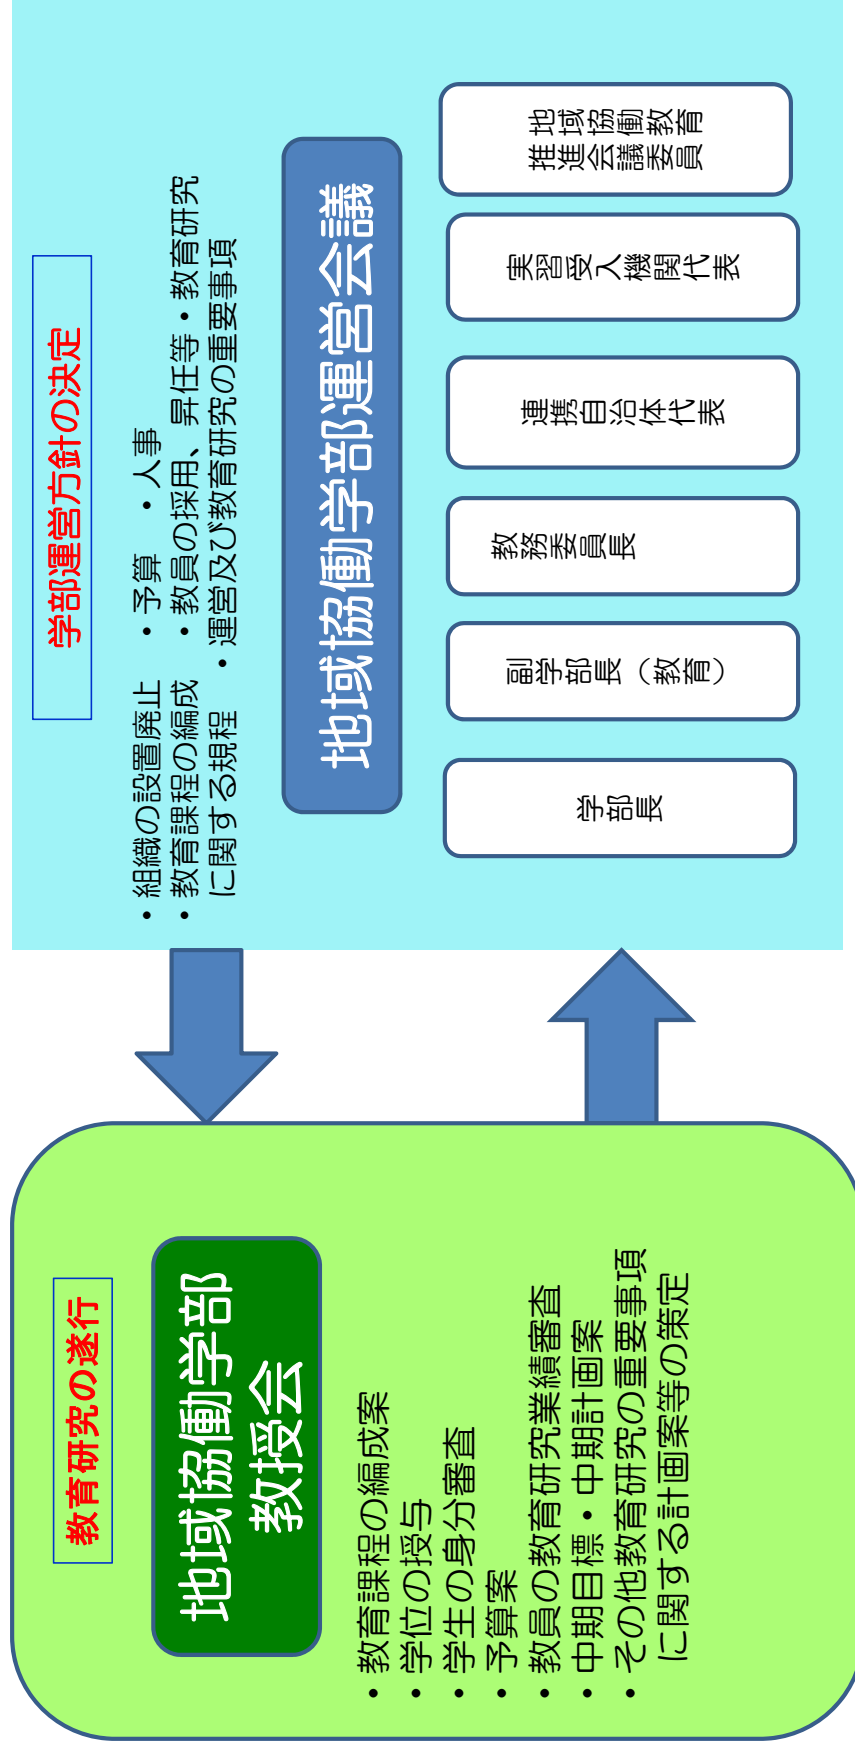 教育研究の遂行
地域協働学部
教授会
・教育課程の編成案
・学位の授与
・学生の身分審査
・予算案
・教員の教育研究業績審査
・中期目標・中期計画案
・その他教育研究の重要事項
に関する計画案等の策定
学部運営方針の決定
・組織の設置廃止　・予算　・人事
・教育課程の編成　・教員の採用、昇任等・教育研究
に関する規程　・運営及び教育研究の重要事項
地域協働学部運営会議
学部長
副学部長（教育）
教務委員長
連携自治体代表
実習受入機関代表
地域協働教育
推進会議委員